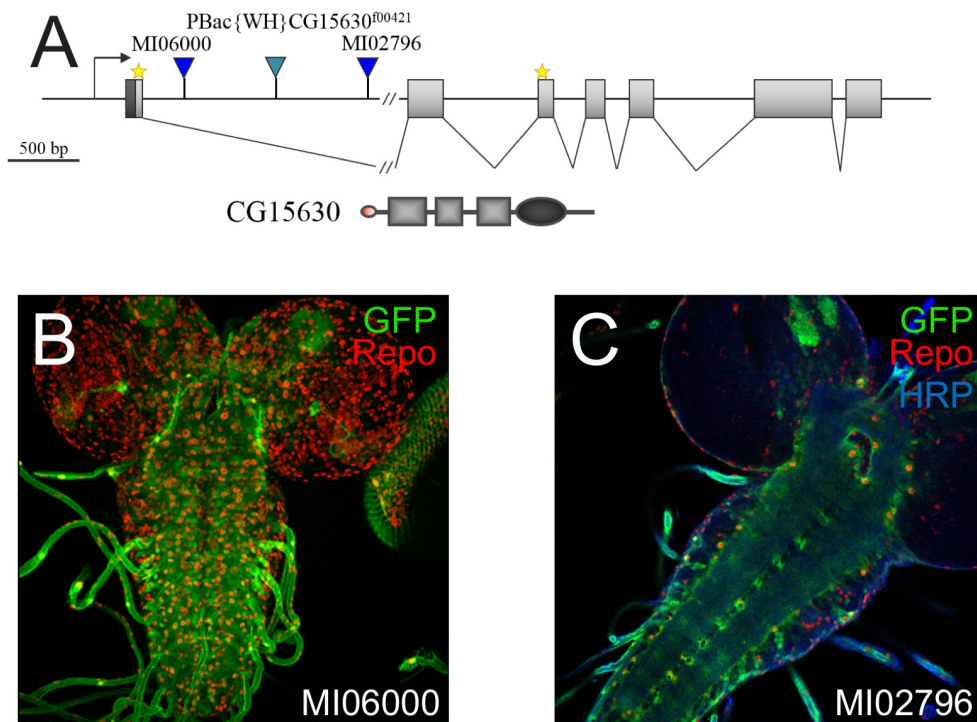 A
PBac{WH}CG15630f00421
MI06000
MI02796
//
500 bp
//
CG15630
B
GFP
Repo
MI06000
C
GFP
Repo
HRP
MI02796